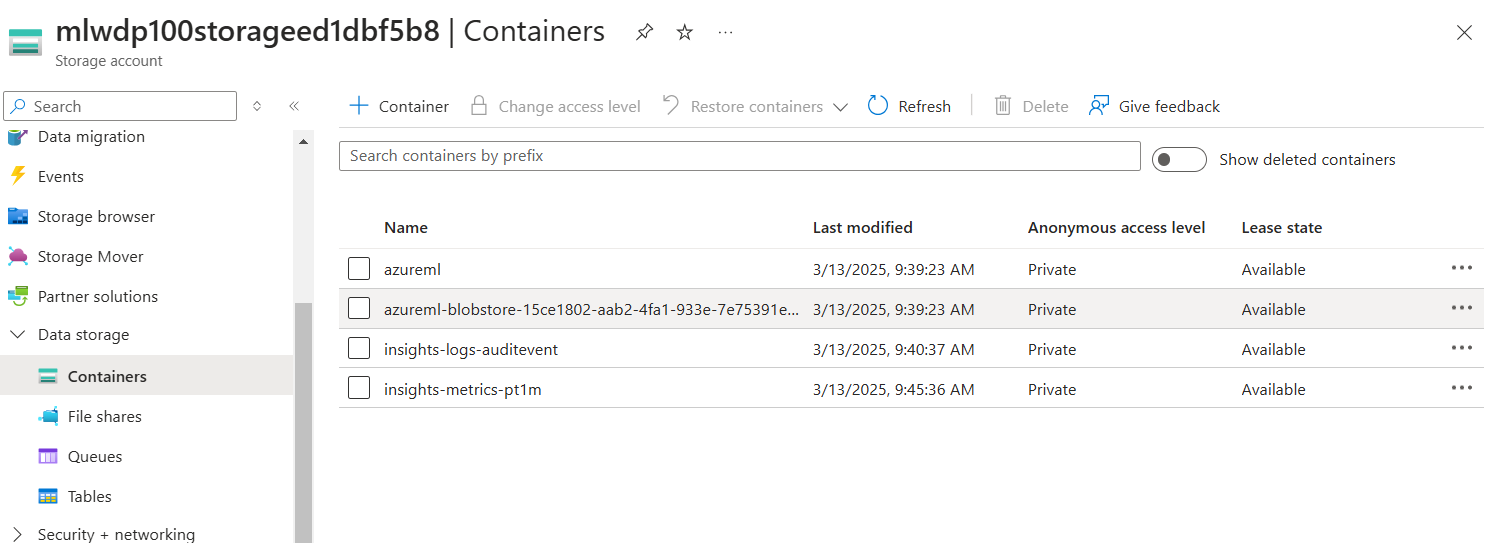 mlwdp100storageed1dbf5b8 | Containers ...
Storage account
Search
Data migration
Events
Storage browser
Storage Mover
Partner solutions
Data storage
Containers
File shares
Queues
Tables
Security + networking
Container Change access level Restore containers Refresh Delete Give feedback
Search containers by prefix Show deleted containers
Name Last modified Anonymous access level Lease state
azureml 3/13/2025, 9:39:23 AM Private Available ...
azureml-blobstore-15ce1802-aab2-4fa1-933e-7e75391e... 3/13/2025, 9:39:23 AM Private Available ...
insights-logs-auditevent 3/13/2025, 9:40:37 AM Private Available ...
insights-metrics-pt1m 3/13/2025, 9:45:36 AM Private Available ...